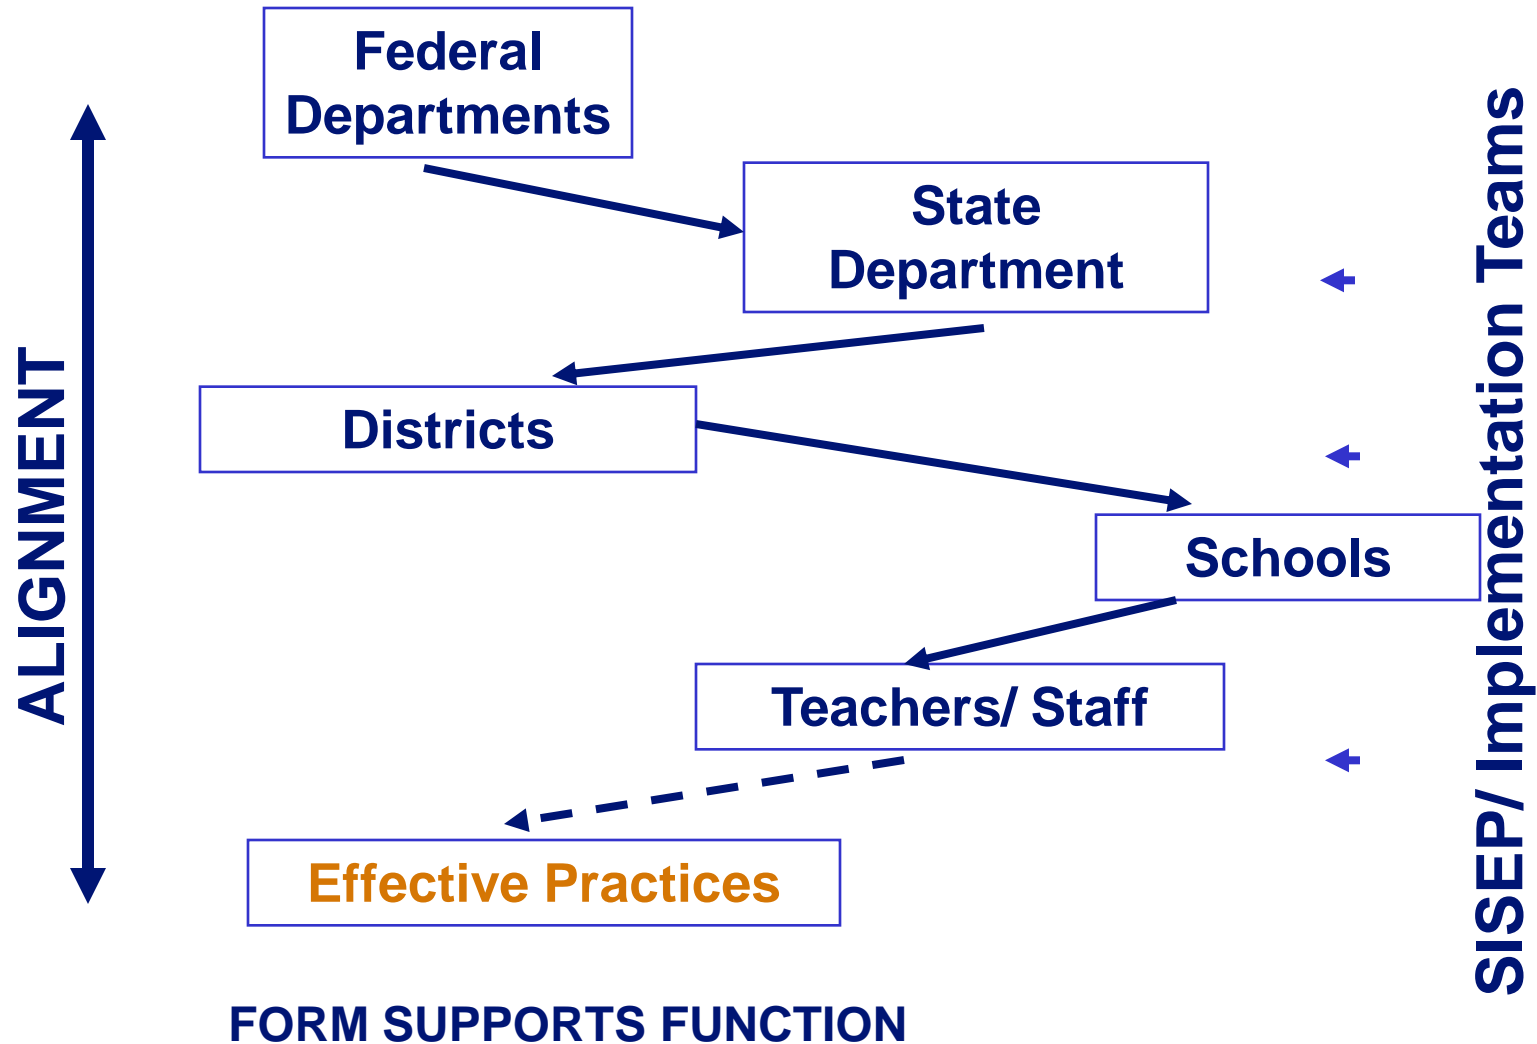 Federal
Departments
State
Department
Districts
Schools
Teachers/ Staff
Effective Practices
FORM SUPPORTS FUNCTION
ALIGNMENT
SISEP/ Implementation Teams